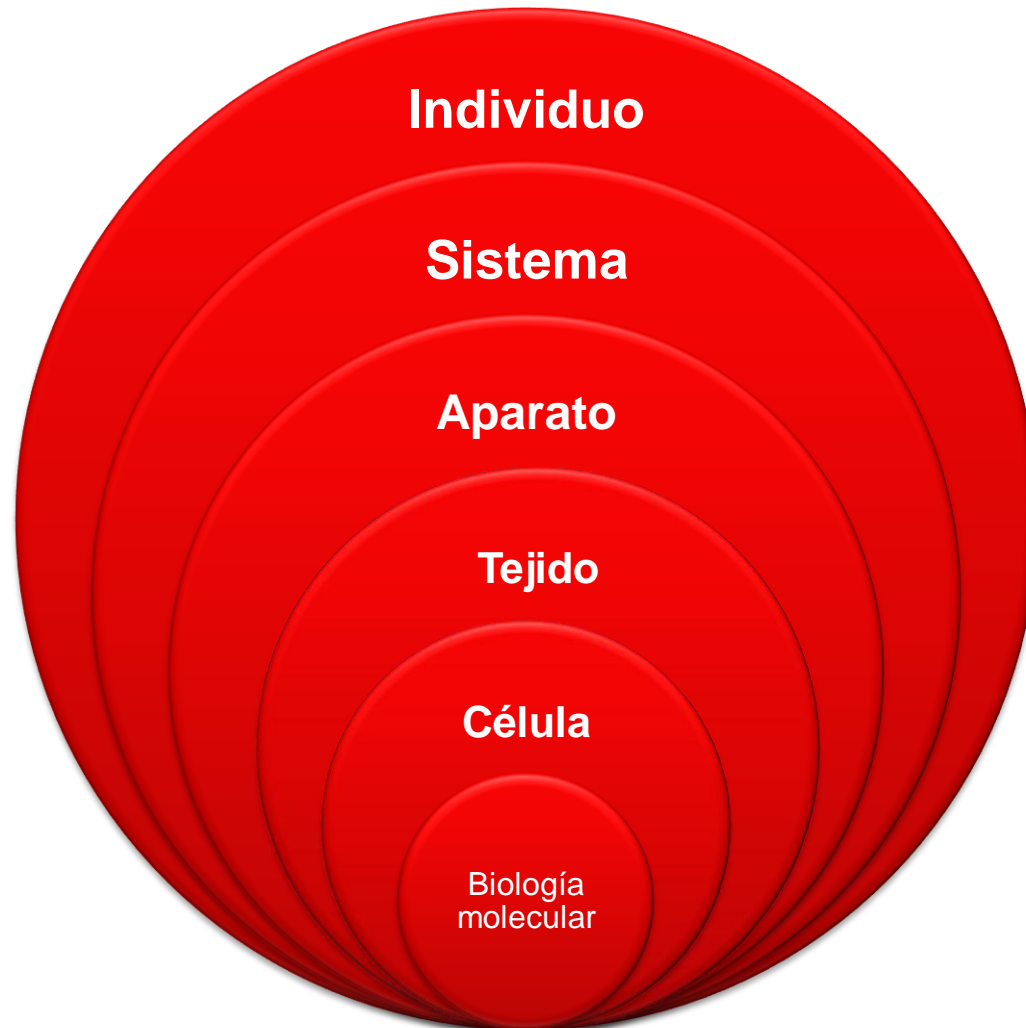 Individuo
Sistema
Aparato
Tejido
Célula
Biología
molecular